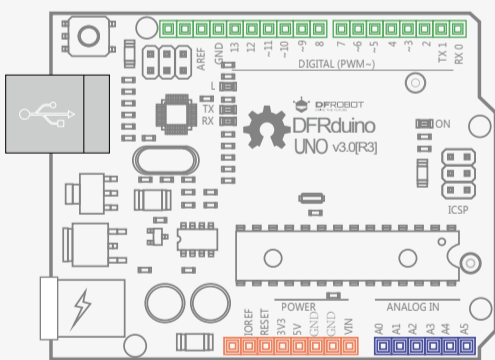 AREF
GND
13
12
~11
~10
~9
8
7
~6
~5
4
~3
2
TX 1
RX 0
DIGITAL (PWM~)
L
TX
RX
DFROBOT
DFRduino
UNO v3.0[R3]
ON
ICSP
POWER
ANALOG IN
IOREF
RESET
3V3
5V
GND
GND
VIN
A0
A1
A2
A3
A4
A5